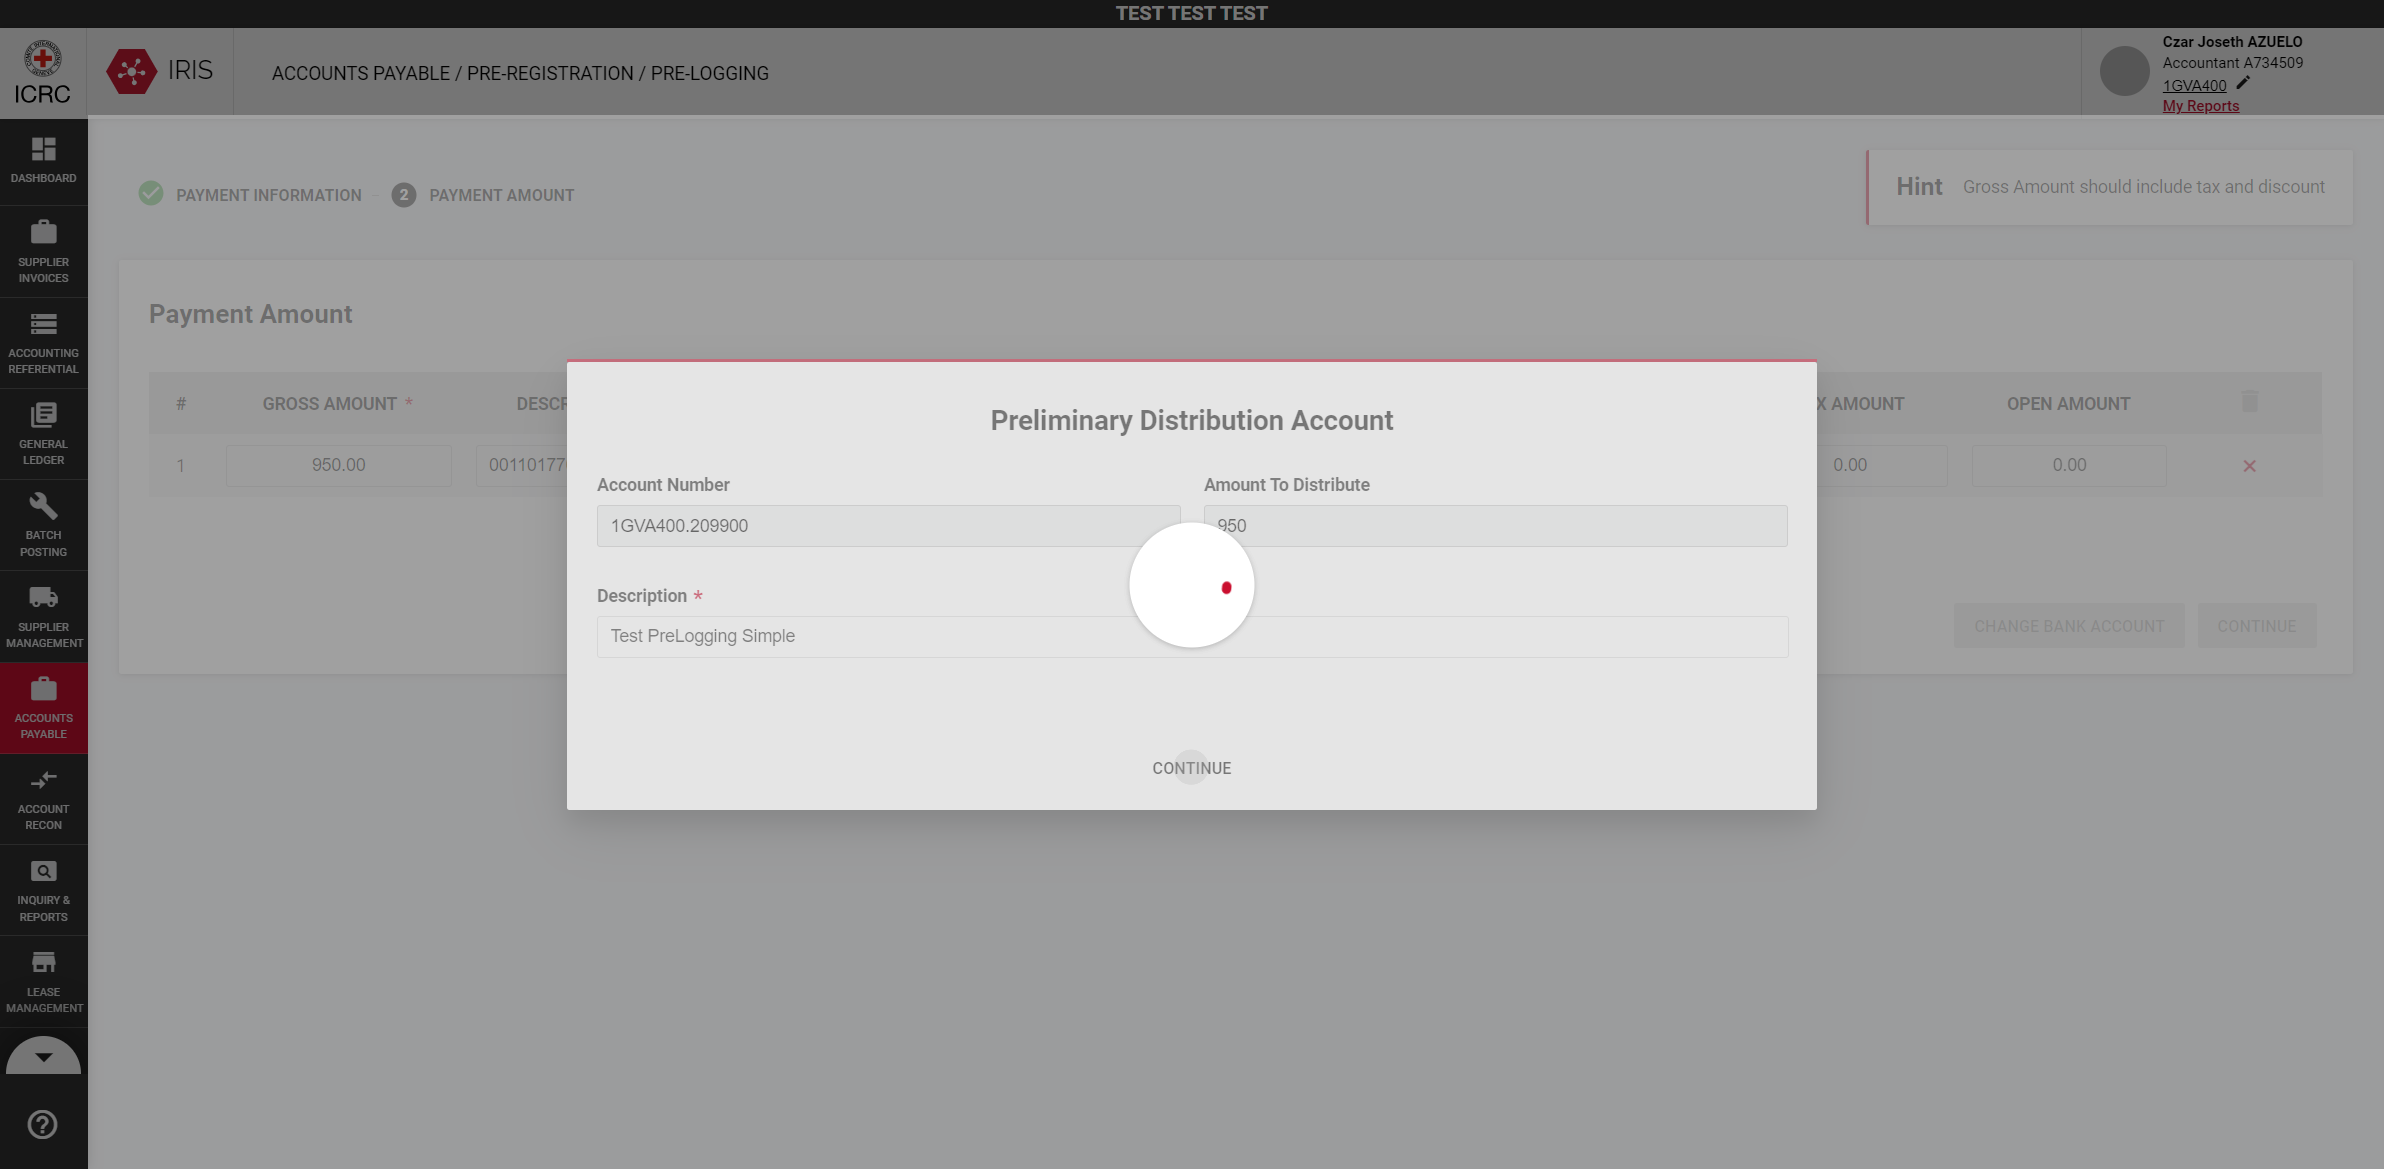 TEST TEST TEST
ICRC
IRIS
ACCOUNTS PAYABLE / PRE-REGISTRATION / PRE-LOGGING
Czar Joseth AZUELO
Accountant A734509
1GVA400
My Reports
DASHBOARD
SUPPLIER
INVOICES
ACCOUNTING
REFERENTIAL
GENERAL
LEDGER
BATCH
POSTING
SUPPLIER
MANAGEMENT
ACCOUNTS
PAYABLE
ACCOUNT
RECON
INQUIRY &
REPORTS
LEASE
MANAGEMENT
PAYMENT INFORMATION
2 PAYMENT AMOUNT
Hint Gross Amount should include tax and discount
Payment Amount
# GROSS AMOUNT * DESCR X AMOUNT OPEN AMOUNT
1 950.00 00110177 0.00 0.00
Preliminary Distribution Account
Account Number Amount To Distribute
1GVA400.209900 950
Description *
Test PreLogging Simple
CONTINUE
CHANGE BANK ACCOUNT CONTINUE